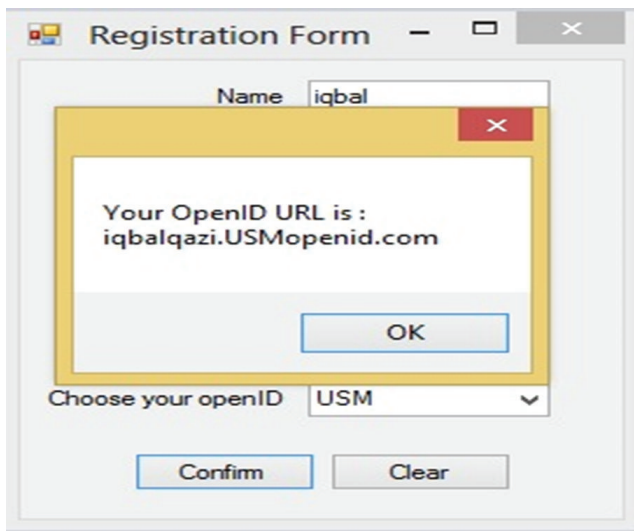 Registration Form
Name iqbal
Your OpenID URL is :
iqbalqazi.USMopenid.com
OK
Choose your openID USM
Confirm Clear